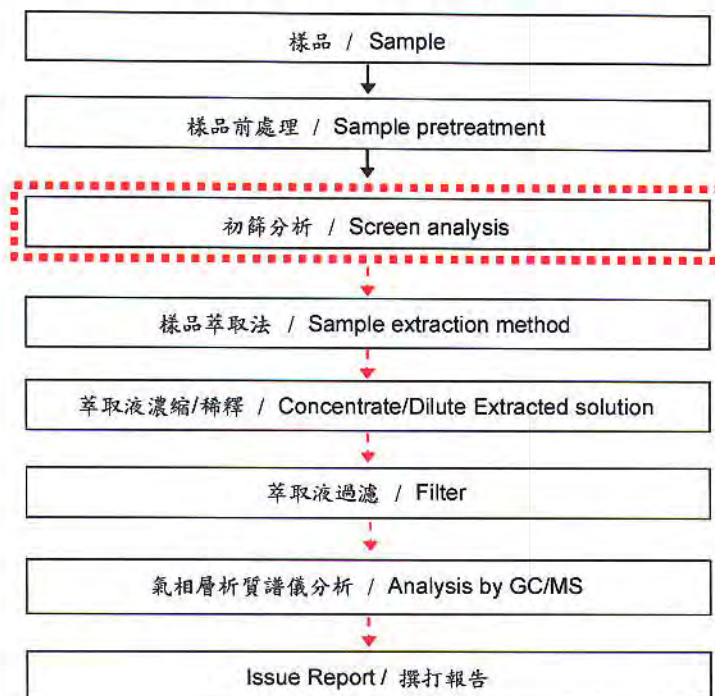 樣品 / Sample
樣品前處理 / Sample pretreatment
初篩分析 / Screen analysis
樣品萃取法 / Sample extraction method
萃取液濃縮/稀釋 / Concentrate/Dilute Extracted solution
萃取液過濾 / Filter
氣相層析質譜儀分析 / Analysis by GC/MS
Issue Report / 撰打報告